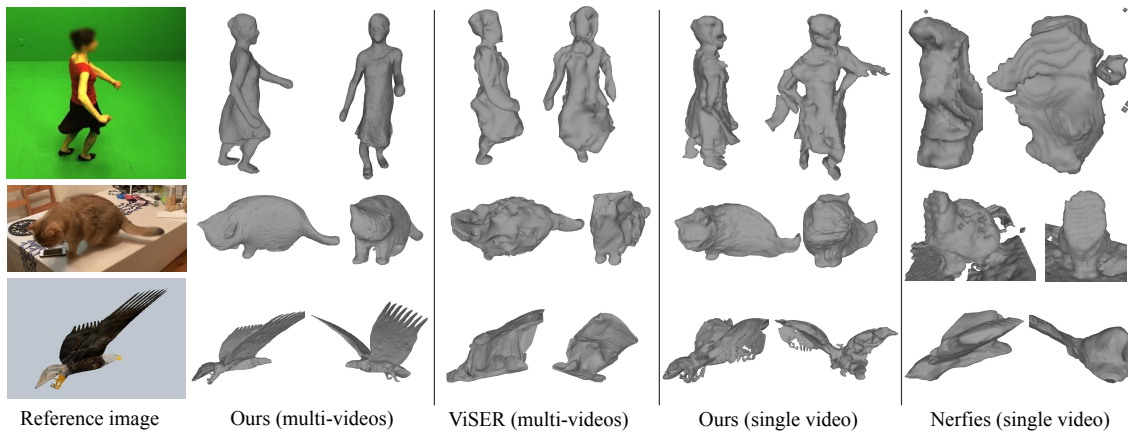 Reference image
Ours (multi-videos)
ViSER (multi-videos)
Ours (single video)
Nerfies (single video)